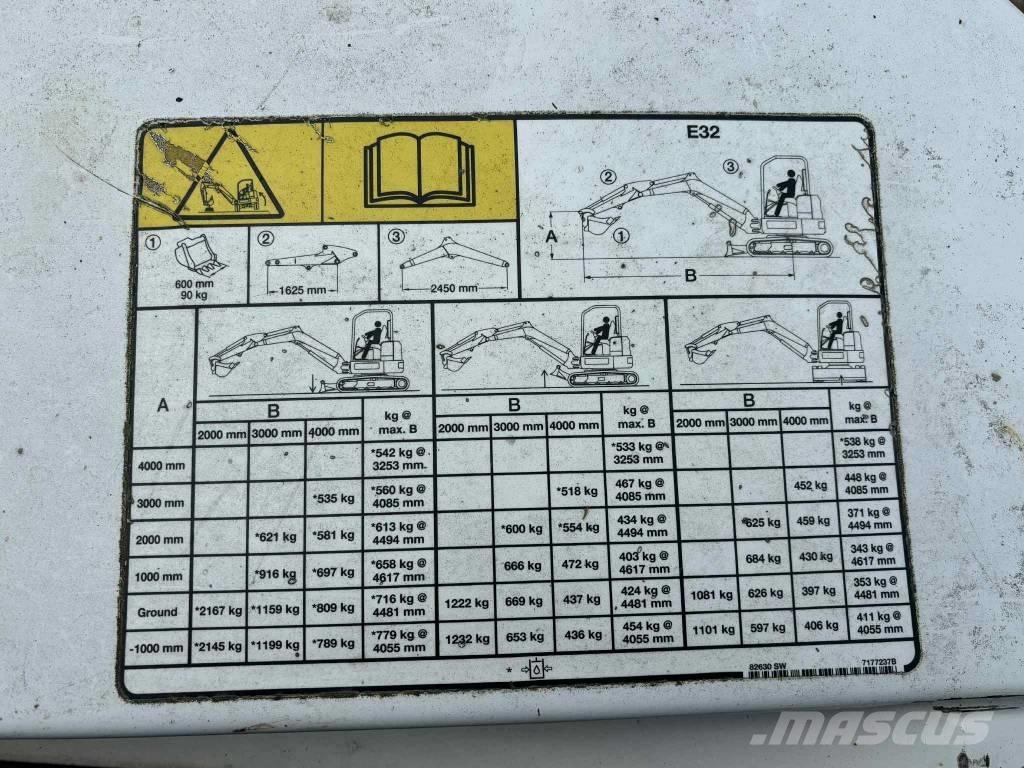 E32
② ③
A ①
B
① ② ③
600 mm
90 kg
1625 mm
2450 mm
A
B kg @ max. B B kg @ max. B B kg @ max. B
2000 mm 3000 mm 4000 mm 2000 mm 3000 mm 4000 mm 2000 mm 3000 mm 4000 mm
4000 mm *542 kg @ 3253 mm. *533 kg @ 3253 mm *538 kg @ 3253 mm
3000 mm *535 kg *560 kg @ 4085 mm *518 kg 467 kg @ 4085 mm 452 kg 448 kg @ 4085 mm
2000 mm *621 kg *581 kg *613 kg @ 4494 mm *600 kg *554 kg 434 kg @ 4494 mm *625 kg 459 kg 371 kg @ 4494 mm
1000 mm *916 kg *697 kg *658 kg @ 4617 mm 666 kg 472 kg 403 kg @ 4617 mm 684 kg 430 kg 343 kg @ 4617 mm
Ground *2167 kg *1159 kg *809 kg *716 kg @ 4481 mm 1222 kg 669 kg 437 kg 424 kg @ 4481 mm 1081 kg 626 kg 397 kg 353 kg @ 4481 mm
-1000 mm *2145 kg *1199 kg *789 kg *779 kg @ 4055 mm 1232 kg 653 kg 436 kg 454 kg @ 4055 mm 1101 kg 597 kg 406 kg 411 kg @ 4055 mm
*
82630 SW 7177237B
MASCUS